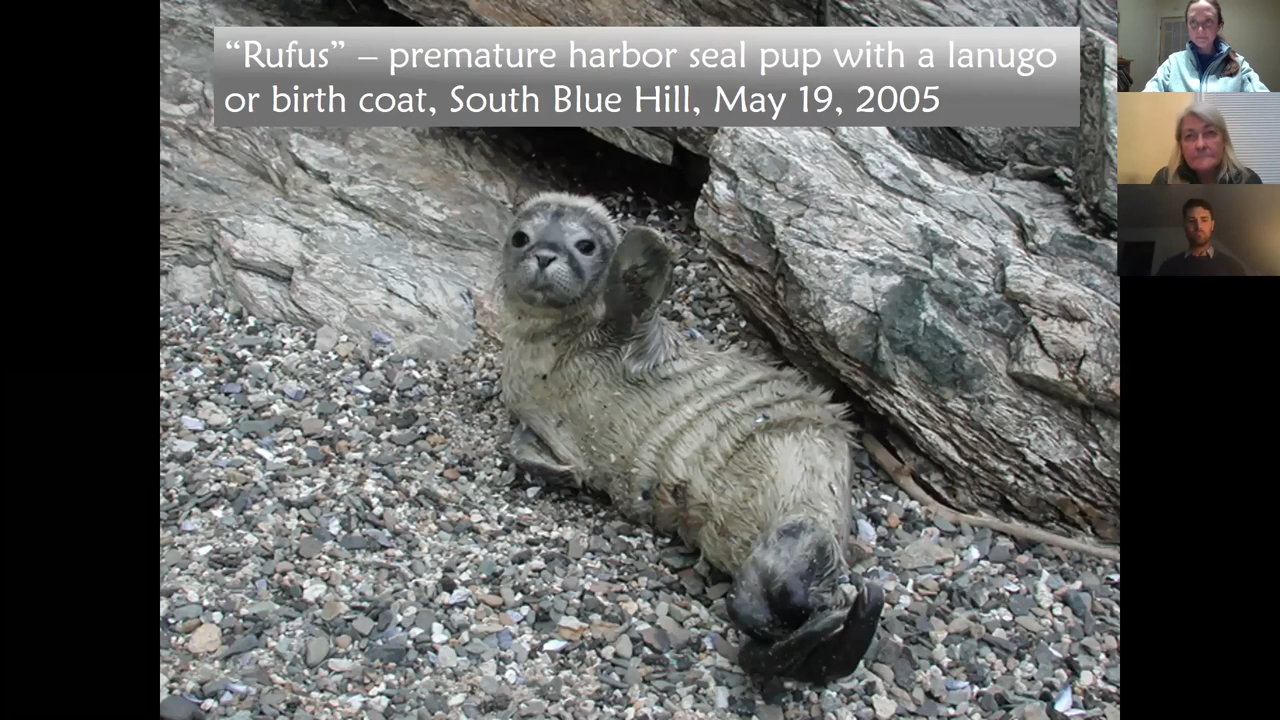 “Rufus” – premature harbor seal pup with a lanugo
or birth coat, South Blue Hill, May 19, 2005